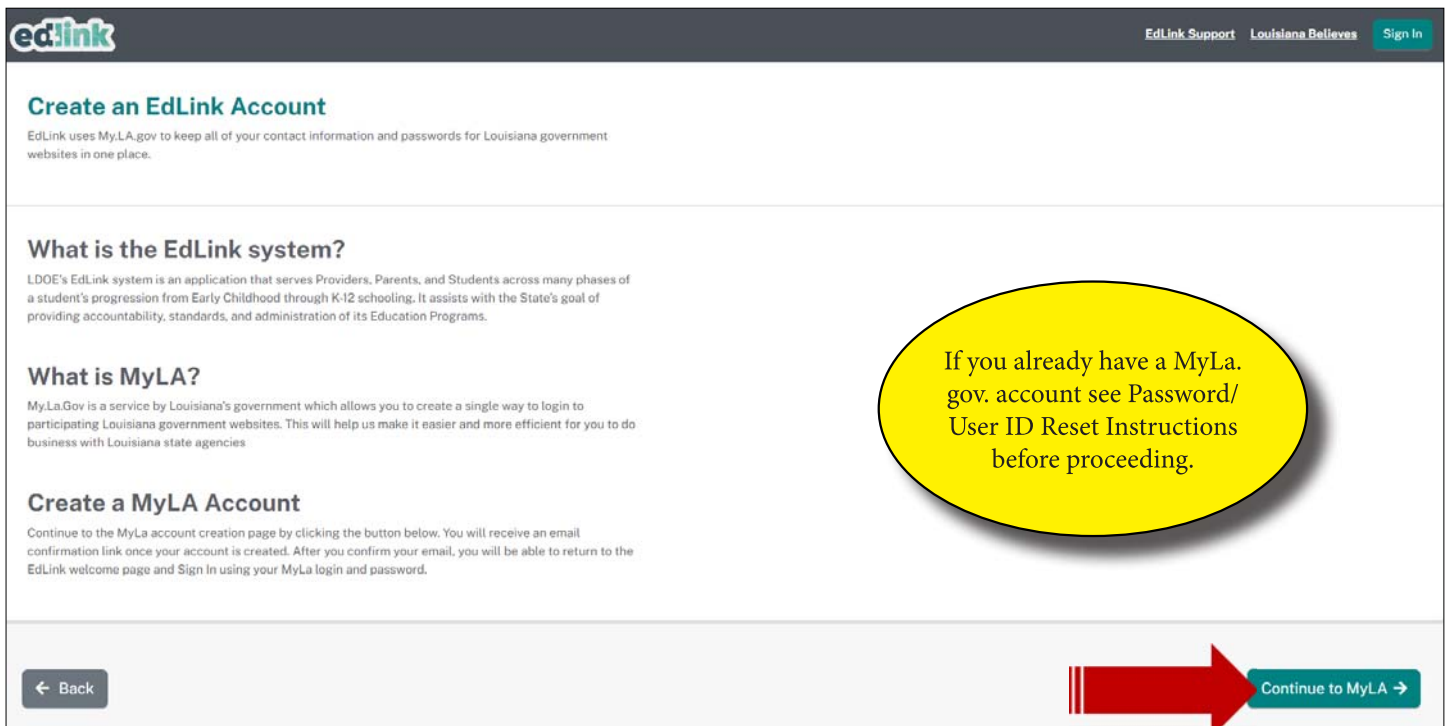 edlink
EdLink Support Louisiana Believes Sign In
Create an EdLink Account
EdLink uses My.LA.gov to keep all of your contact information and passwords for Louisiana government
websites in one place.
What is the EdLink system?
LDOE's EdLink system is an application that serves Providers, Parents, and Students across many phases of
a student's progression from Early Childhood through K-12 schooling. It assists with the State's goal of
providing accountability, standards, and administration of its Education Programs.
What is MyLA?
My.La.Gov is a service by Louisiana's government which allows you to create a single way to login to
participating Louisiana government websites. This will help us make it easier and more efficient for you to do
business with Louisiana state agencies
Create a MyLA Account
Continue to the MyLa account creation page by clicking the button below. You will receive an email
confirmation link once your account is created. After you confirm your email, you will be able to return to the
EdLink welcome page and Sign In using your MyLa login and password.
If you already have a MyLa.
gov. account see Password/
User ID Reset Instructions
before proceeding.
← Back
Continue to MyLA →